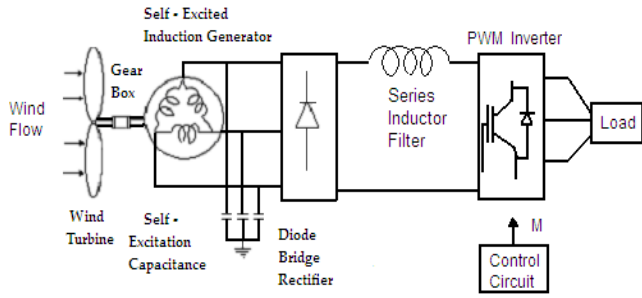 Self - Excited
Induction Generator
PWM Inverter
Gear
Box
Wind
Flow
Series
Inductor
Filter
Load
Wind
Turbine
Self -
Excitation
Capacitance
Diode
Bridge
Rectifier
M
Control
Circuit